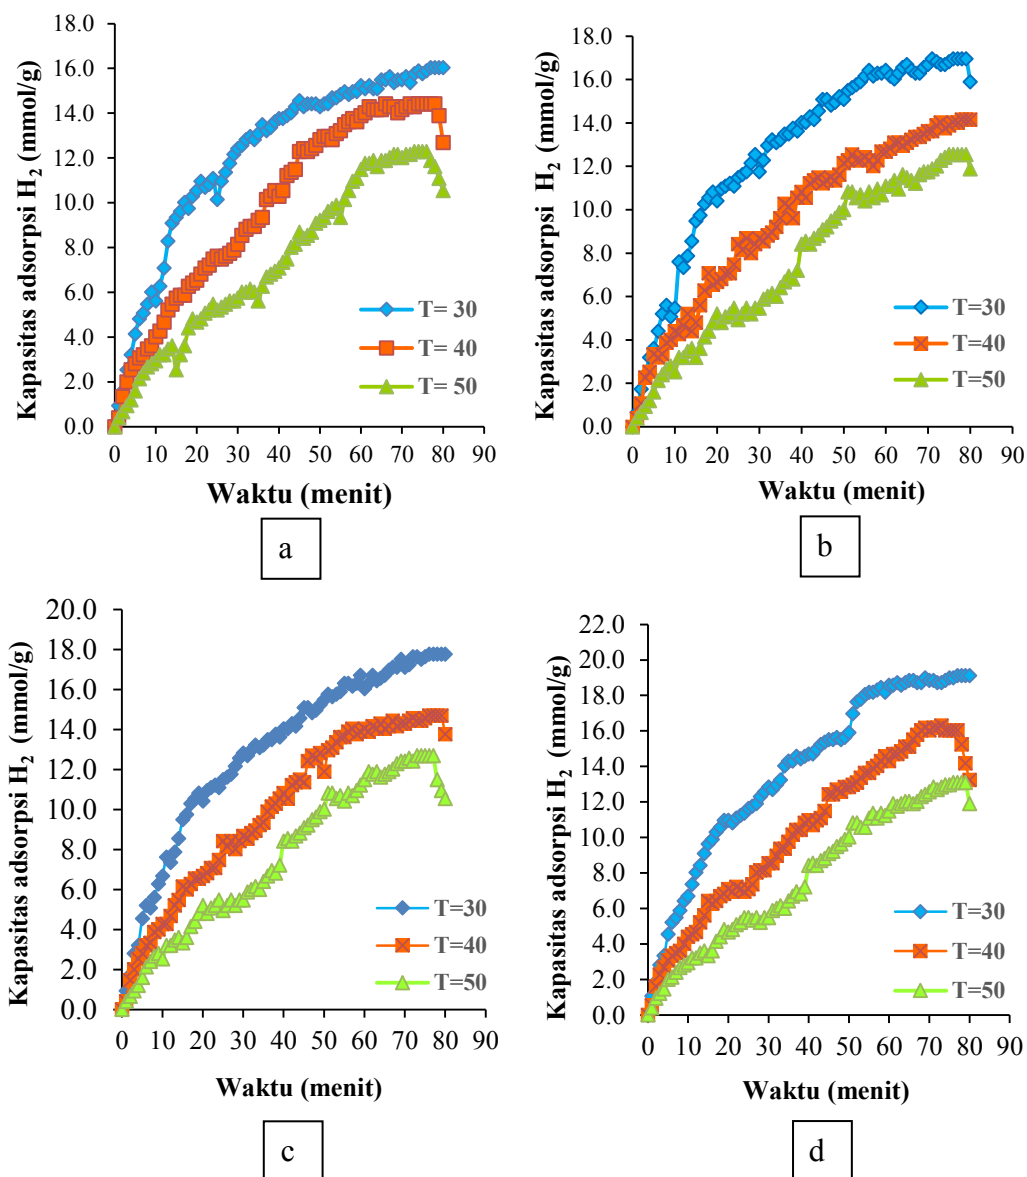 Kapasitas adsorpsi H₂ (mmol/g)
18.0
16.0
14.0
12.0
10.0
8.0
6.0
4.0
2.0
0.0
T= 30
T= 40
T= 50
0 10 20 30 40 50 60 70 80 90
Waktu (menit)
a
Kapasitas adsorpsi H₂ (mmol/g)
18.0
16.0
14.0
12.0
10.0
8.0
6.0
4.0
2.0
0.0
T=30
T=40
T=50
0 10 20 30 40 50 60 70 80 90
Waktu (menit)
b
Kapasitas adsorpsi H₂ (mmol/g)
20.0
18.0
16.0
14.0
12.0
10.0
8.0
6.0
4.0
2.0
0.0
T=30
T=40
T=50
0 10 20 30 40 50 60 70 80 90
Waktu (menit)
c
Kapasitas adsorpsi H₂ (mmol/g)
22.0
20.0
18.0
16.0
14.0
12.0
10.0
8.0
6.0
4.0
2.0
0.0
T=30
T=40
T=50
0 10 20 30 40 50 60 70 80 90
Waktu (menit)
d